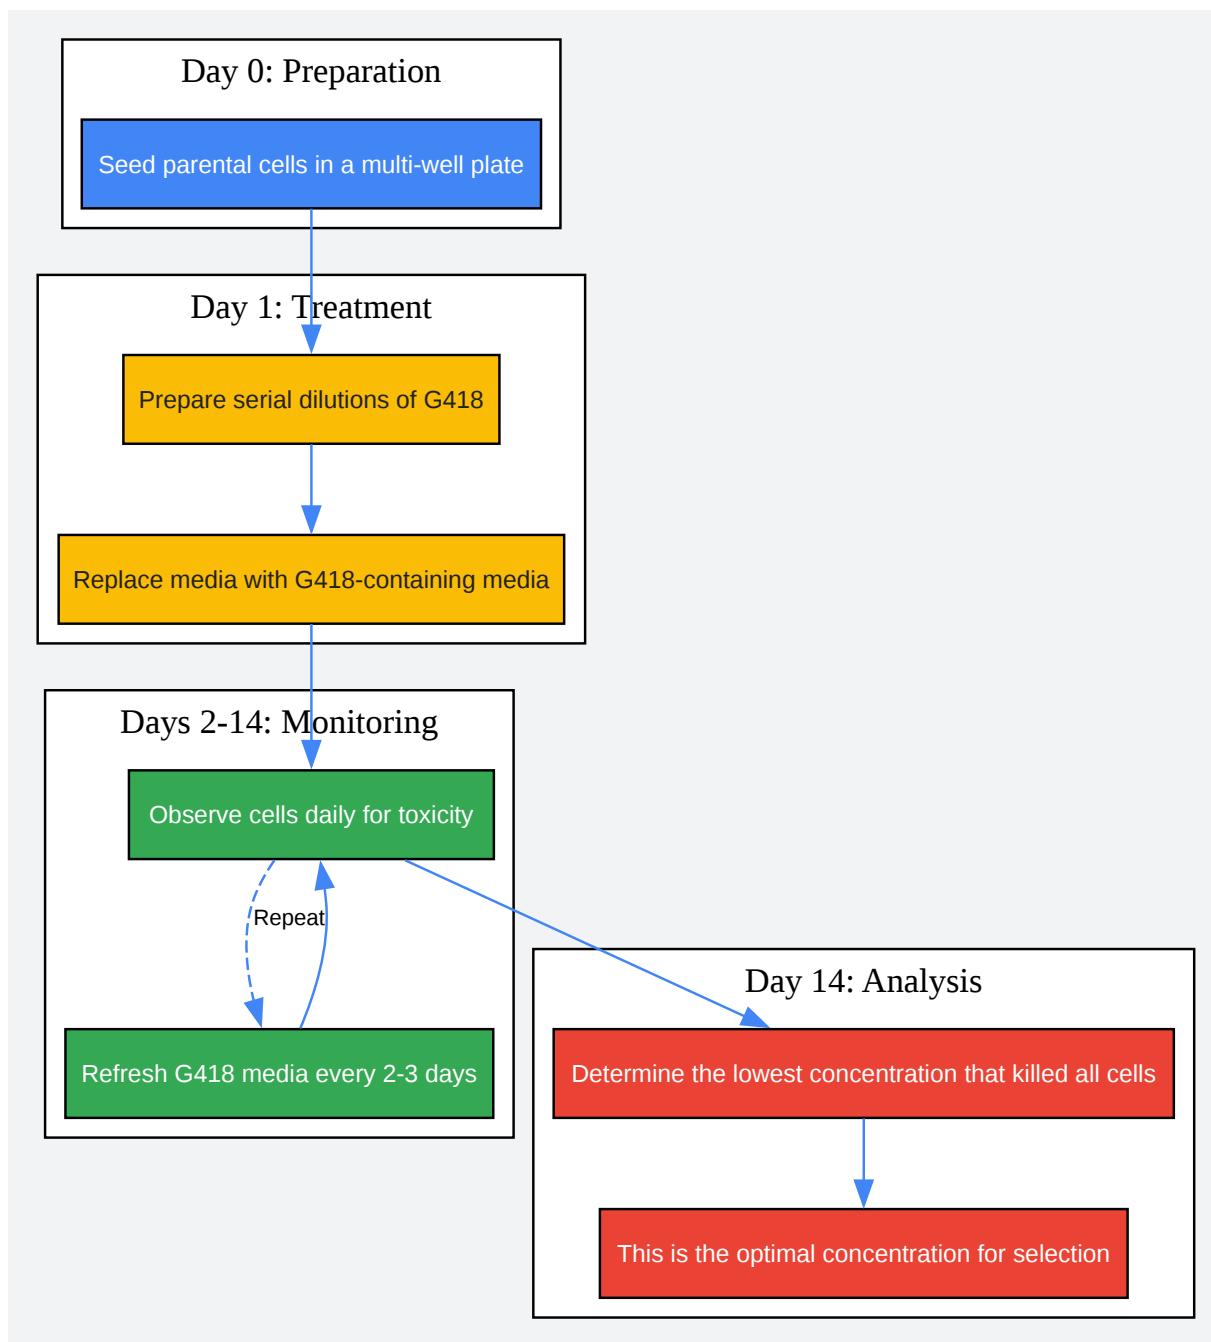 Day 0: Preparation
Seed parental cells in a multi-well plate
Day 1: Treatment
Prepare serial dilutions of G418
Replace media with G418-containing media
Days 2-14: Monitoring
Observe cells daily for toxicity
Repeat
Refresh G418 media every 2-3 days
Day 14: Analysis
Determine the lowest concentration that killed all cells
This is the optimal concentration for selection